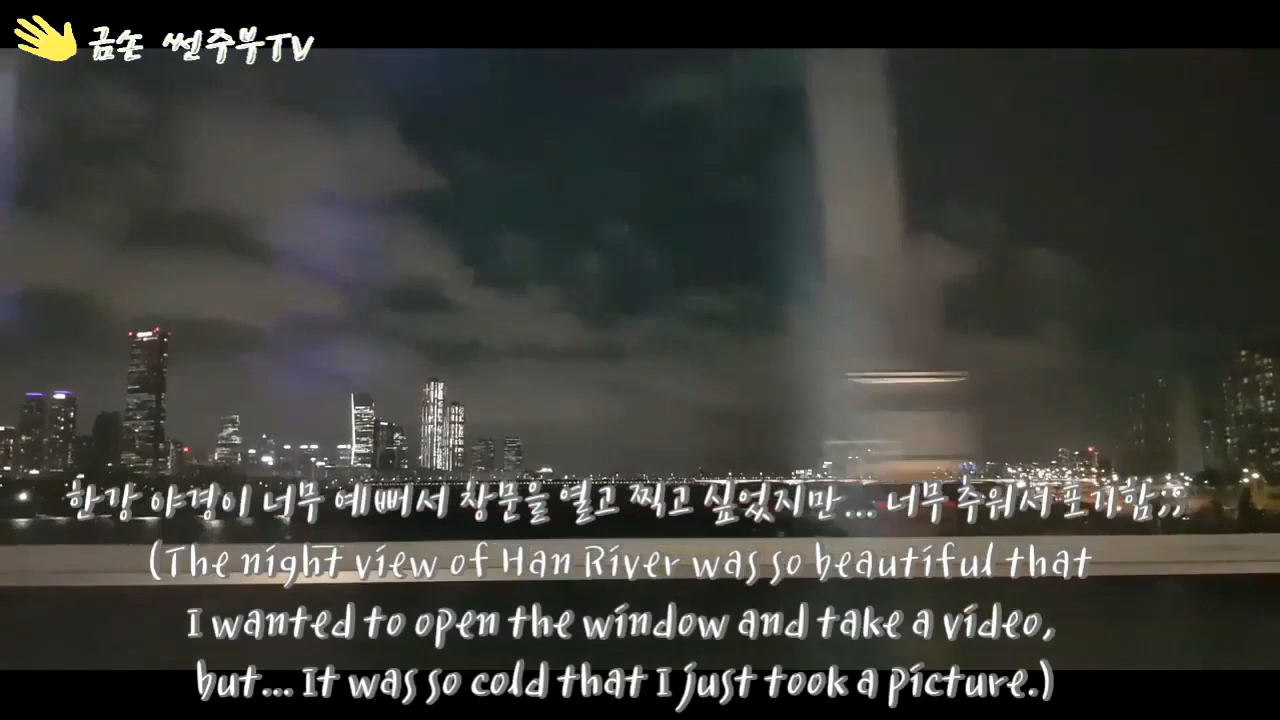 금손 썬주부TV
한강 야경이 너무 예뻐서 창문을 열고 찍고 싶었지만... 너무 추워셔 포기함;;
(The night view of Han River was so beautiful that
I wanted to open the window and take a video,
but... It was so cold that I just took a picture.)